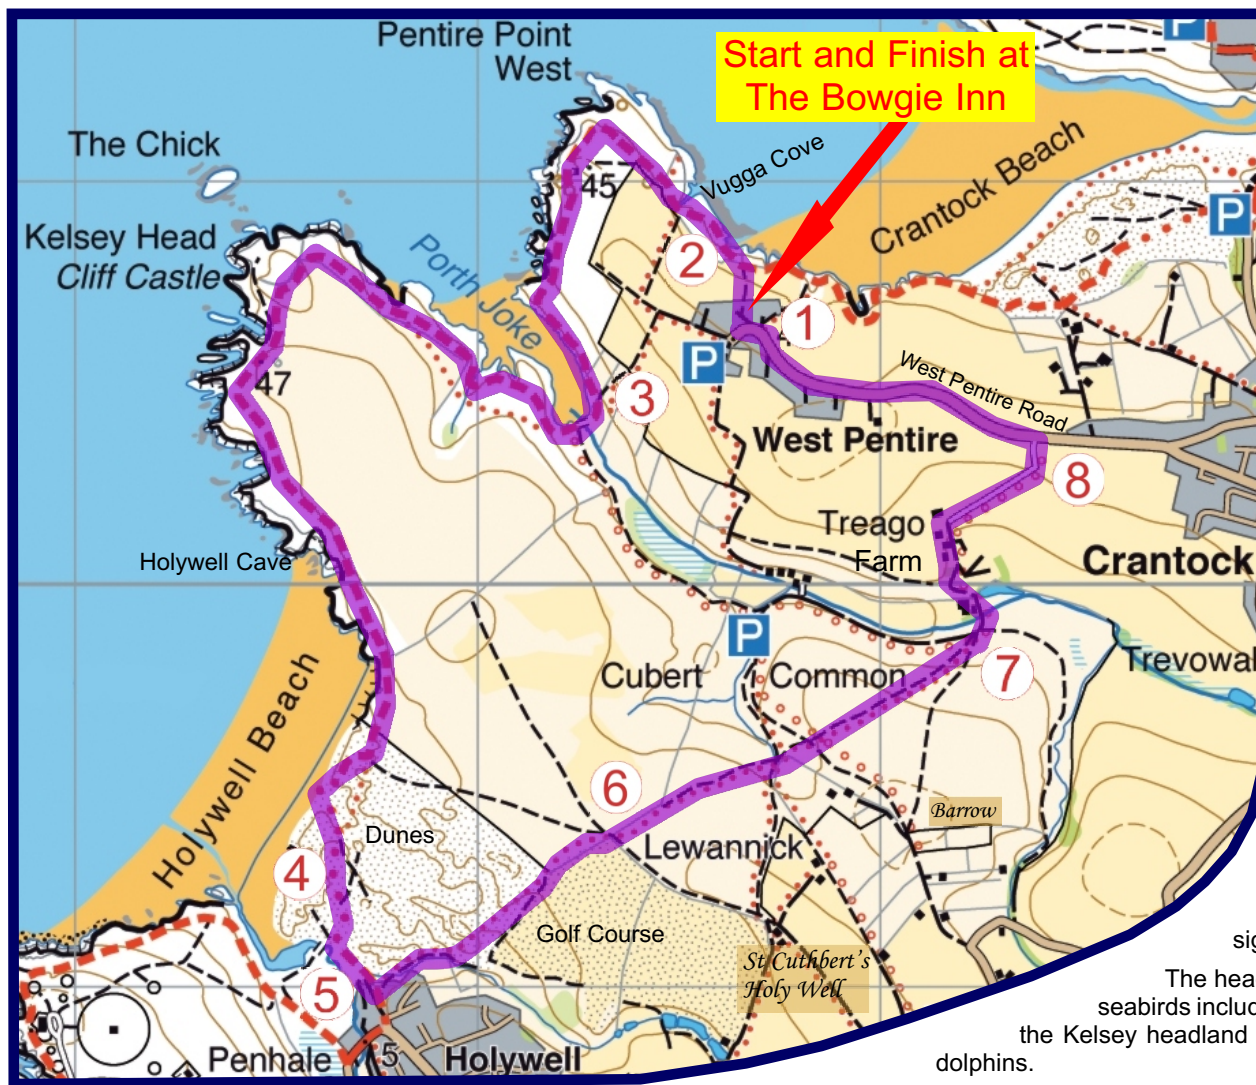 Pentire Point
West
P
Start and Finish at
The Bowgie Inn
The Chick
Vugga Cove
Crantock Beach
45
P
Kelsey Head
Cliff Castle
Porth Joke
2
1
P
47
West Pentire Road
3
West Pentire
8
Treago
Farm
Holywell Cave
Crantock
P
Cubert Common
7
Trevowal
Holywell Beach
6
Barrow
Dunes
Lewannick
4
Golf Course
St Cuthbert's
Holy Well
5
sig
The hea
seabirds includ
the Kelsey headland
dolphins.
Penhale
5
Holywell